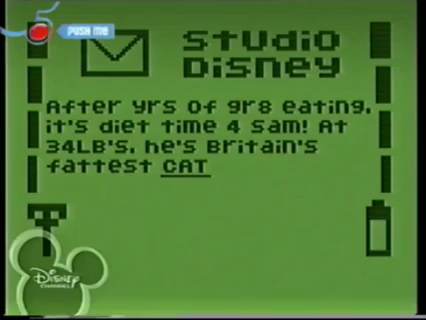 PUSH ME
STUDIO
DISNEY
After yrs of gr8 eating,
it's diet time 4 Sam! At
34LB's, he's Britain's
fattest CAT
Disney
CHANNEL